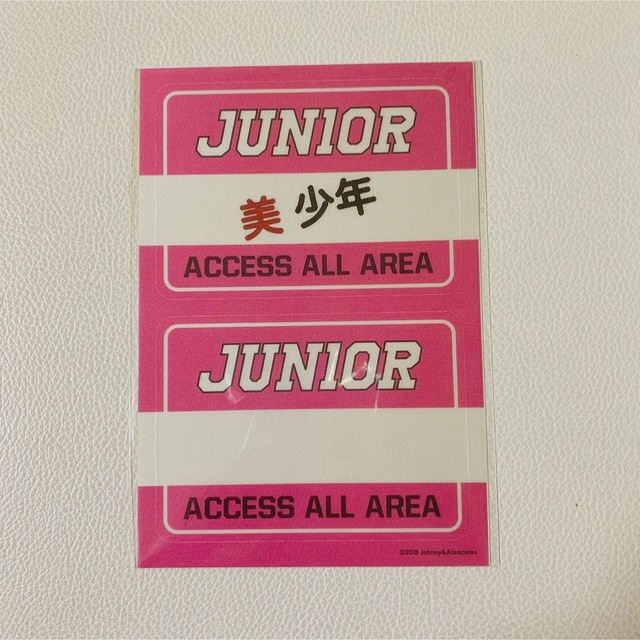 JUNIOR
美少年
ACCESS ALL AREA
JUNIOR
ACCESS ALL AREA
©2018 Johnny&Associates